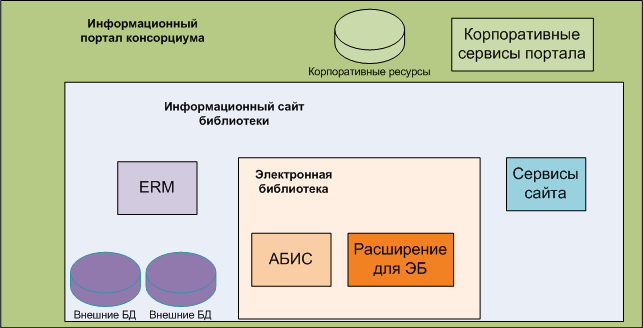 Информационный
портал консорциума
Корпоративные ресурсы
Корпоративные
сервисы портала
Информационный сайт
библиотеки
ERM
Электронная
библиотека
Сервисы
сайта
АБИС
Расширение
для ЭБ
Внешние БД
Внешние БД